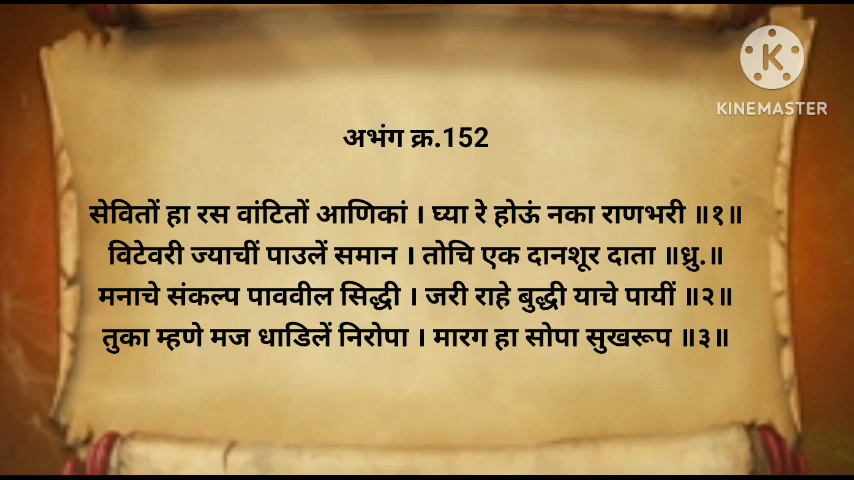 KINEMASTER
अभंग क्र.152
सेवितों हा रस वांटितों आणिकां । घ्या रे होऊं नका राणभरी ॥१॥
विटेवरी ज्याचीं पाउलें समान । तोचि एक दानशूर दाता ॥ध्रु.॥
मनाचे संकल्प पाववील सिद्धी । जरी राहे बुद्धी याचे पायीं ॥२॥
तुका म्हणे मज धाडिलें निरोपा । मारग हा सोपा सुखरूप ॥३॥